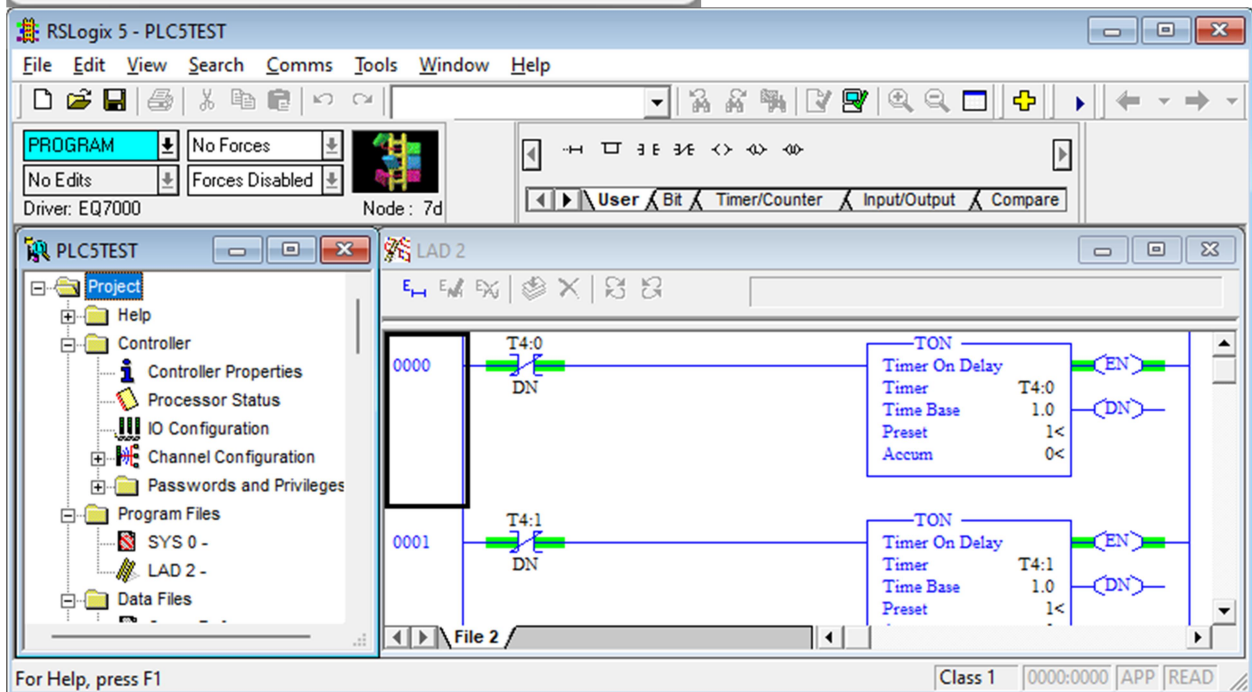 RSLogix 5 - PLC5TEST
File Edit View Search Comms Tools Window Help
PROGRAM No Forces
No Edits Forces Disabled
Driver: EQ7000 Node : 7d
User Bit Timer/Counter Input/Output Compare
PLC5TEST
Project
Help
Controller
Controller Properties
Processor Status
IO Configuration
Channel Configuration
Passwords and Privileges
Program Files
SYS 0 -
LAD 2 -
Data Files
LAD 2
0000
T4:0
DN
TON
Timer On Delay
Timer T4:0
Time Base 1.0
Preset 1<
Accum 0<
EN
DN
0001
T4:1
DN
TON
Timer On Delay
Timer T4:1
Time Base 1.0
Preset 1<
EN
DN
File 2
For Help, press F1
Class 1 0000:0000 APP READ